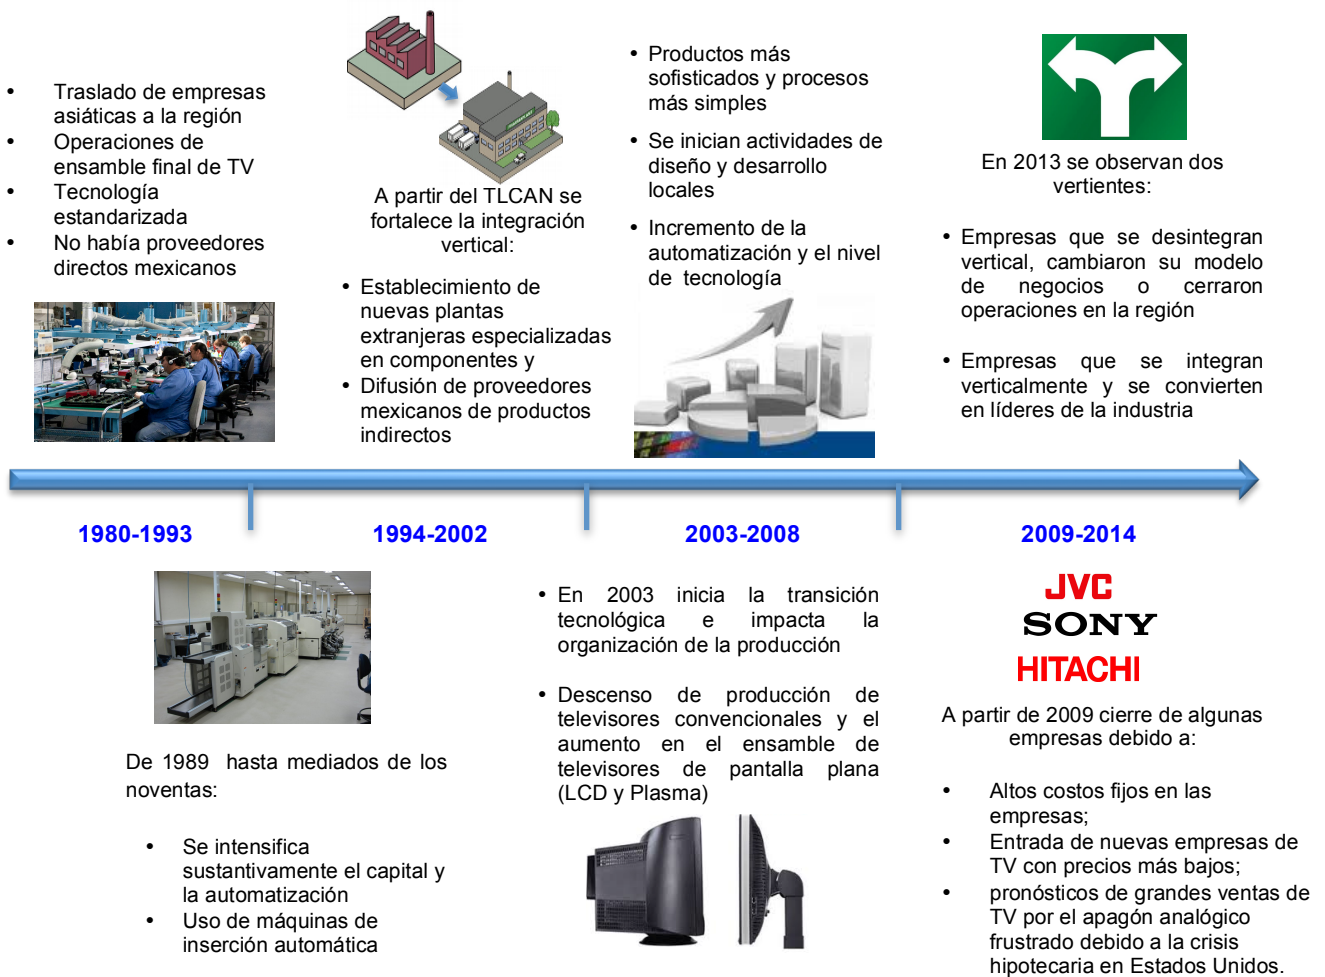 • Traslado de empresas
asiáticas a la región
• Operaciones de
ensamble final de TV
• Tecnología
estandarizada
• No había proveedores
directos mexicanos
A partir del TLCAN se
fortalece la integración
vertical:
• Establecimiento de
nuevas plantas
extranjeras especializadas
en componentes y
• Difusión de proveedores
mexicanos de productos
indirectos
• Productos más
sofisticados y procesos
más simples
• Se inician actividades de
diseño y desarrollo
locales
• Incremento de la
automatización y el nivel
de tecnología
En 2013 se observan dos
vertientes:
• Empresas que se desintegran
vertical, cambiaron su modelo
de negocios o cerraron
operaciones en la región
• Empresas que se integran
verticalmente y se convierten
en líderes de la industria
1980-1993
1994-2002
2003-2008
2009-2014
De 1989 hasta mediados de los
noventas:
• Se intensifica
sustantivamente el capital y
la automatización
• Uso de máquinas de
inserción automática
• En 2003 inicia la transición
tecnológica e impacta la
organización de la producción
• Descenso de producción de
televisores convencionales y el
aumento en el ensamble de
televisores de pantalla plana
(LCD y Plasma)
JVC
SONY
HITACHI
A partir de 2009 cierre de algunas
empresas debido a:
• Altos costos fijos en las
empresas;
• Entrada de nuevas empresas de
TV con precios más bajos;
• pronósticos de grandes ventas de
TV por el apagón analógico
frustrado debido a la crisis
hipotecaria en Estados Unidos.